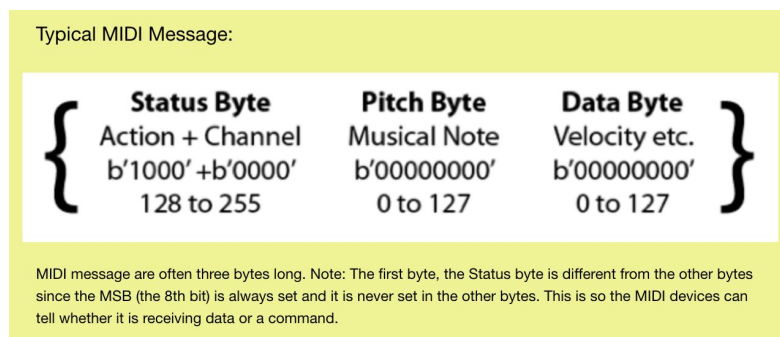 Typical MIDI Message:
{ Status Byte Pitch Byte Data Byte }
Action + Channel Musical Note Velocity etc.
b’1000’ +b’0000’ b’00000000’ b’00000000’
128 to 255 0 to 127 0 to 127
MIDI message are often three bytes long. Note: The first byte, the Status byte is different from the other bytes
since the MSB (the 8th bit) is always set and it is never set in the other bytes. This is so the MIDI devices can
tell whether it is receiving data or a command.